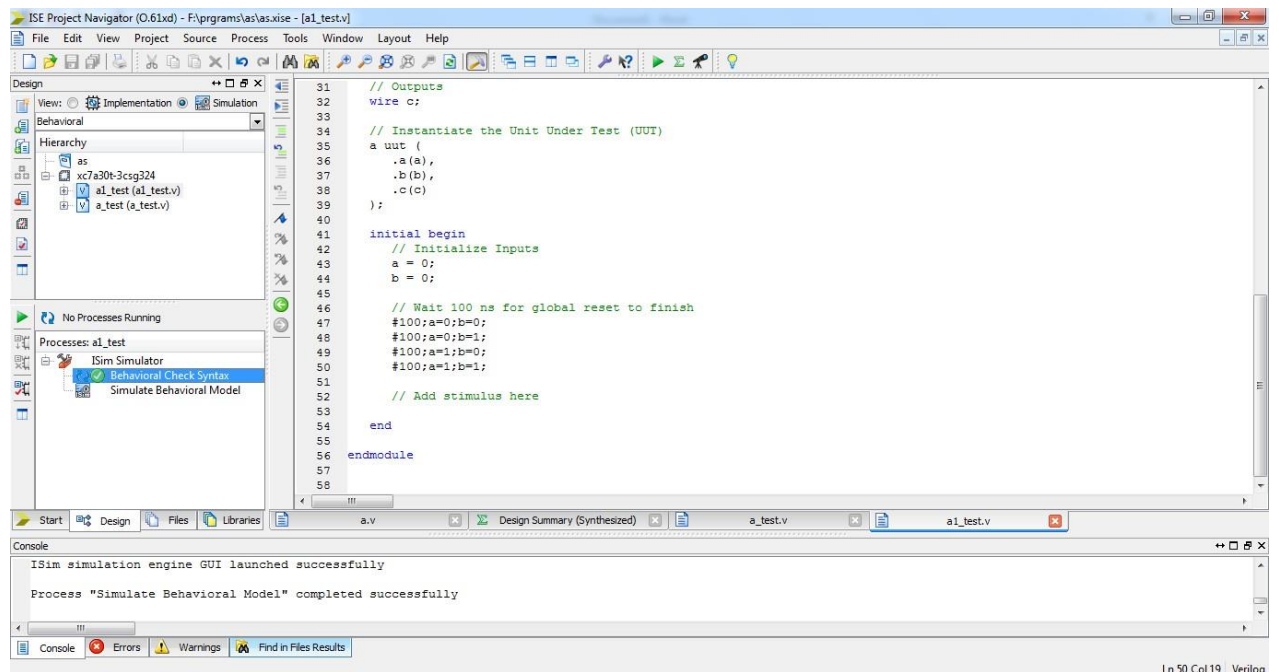 ISE Project Navigator (O.61xd) - F:\prgrams\as\as.xise - [a1_test.v]
File Edit View Project Source Process Tools Window Layout Help
Design
View: Implementation Simulation
Behavioral
Hierarchy
as
xc7a30t-3csg324
a1_test (a1_test.v)
a_test (a_test.v)
No Processes Running
Processes: a1_test
ISim Simulator
Behavioral Check Syntax
Simulate Behavioral Model
Start Design Files Libraries
31 // Outputs
32 wire c;
33
34 // Instantiate the Unit Under Test (UUT)
35 a uut (
36 .a(a),
37 .b(b),
38 .c(c)
39 );
40
41 initial begin
42 // Initialize Inputs
43 a = 0;
44 b = 0;
45
46 // Wait 100 ns for global reset to finish
47 #100;a=0;b=0;
48 #100;a=0;b=1;
49 #100;a=1;b=0;
50 #100;a=1;b=1;
51
52 // Add stimulus here
53
54 end
55
56 endmodule
57
58
a.v Design Summary (Synthesized) a_test.v a1_test.v
Console
ISim simulation engine GUI launched successfully
Process "Simulate Behavioral Model" completed successfully
Console Errors Warnings Find in Files Results
Ln 50 Col 19 Verilog